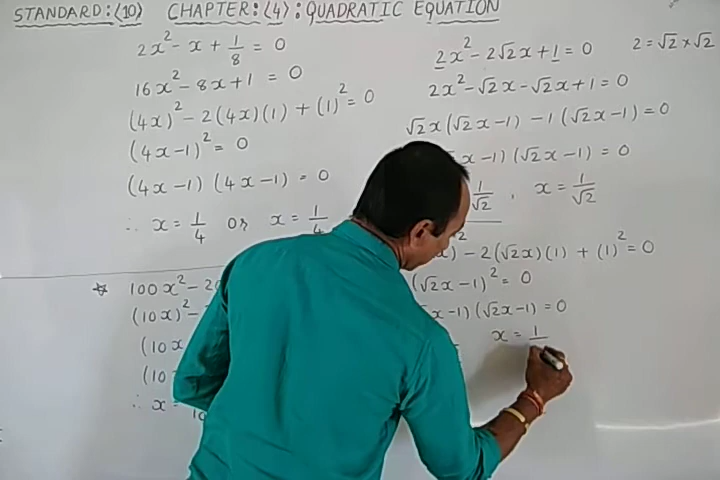 STANDARD:⟨10⟩ CHAPTER:⟨4⟩: QUADRATIC EQUATION
2x² - x + 1/8 = 0
16x² - 8x + 1 = 0
(4x)² - 2(4x)(1) + (1)² = 0
(4x-1)² = 0
(4x-1) (4x-1) = 0
∴ x = 1/4 or x = 1/4
☆ 100x² - 2
(10x)² -
(10x
(10
∴ x =
10
2x² - 2√2x + 1 = 0 2 = √2 x √2
2x² - √2x - √2x + 1 = 0
√2x(√2x-1) - 1(√2x-1) = 0
x-1) (√2x-1) = 0
1/√2 , x = 1/√2
x)² - 2(√2x)(1) + (1)² = 0
(√2x-1)² = 0
x-1)(√2x-1) = 0
x = 1